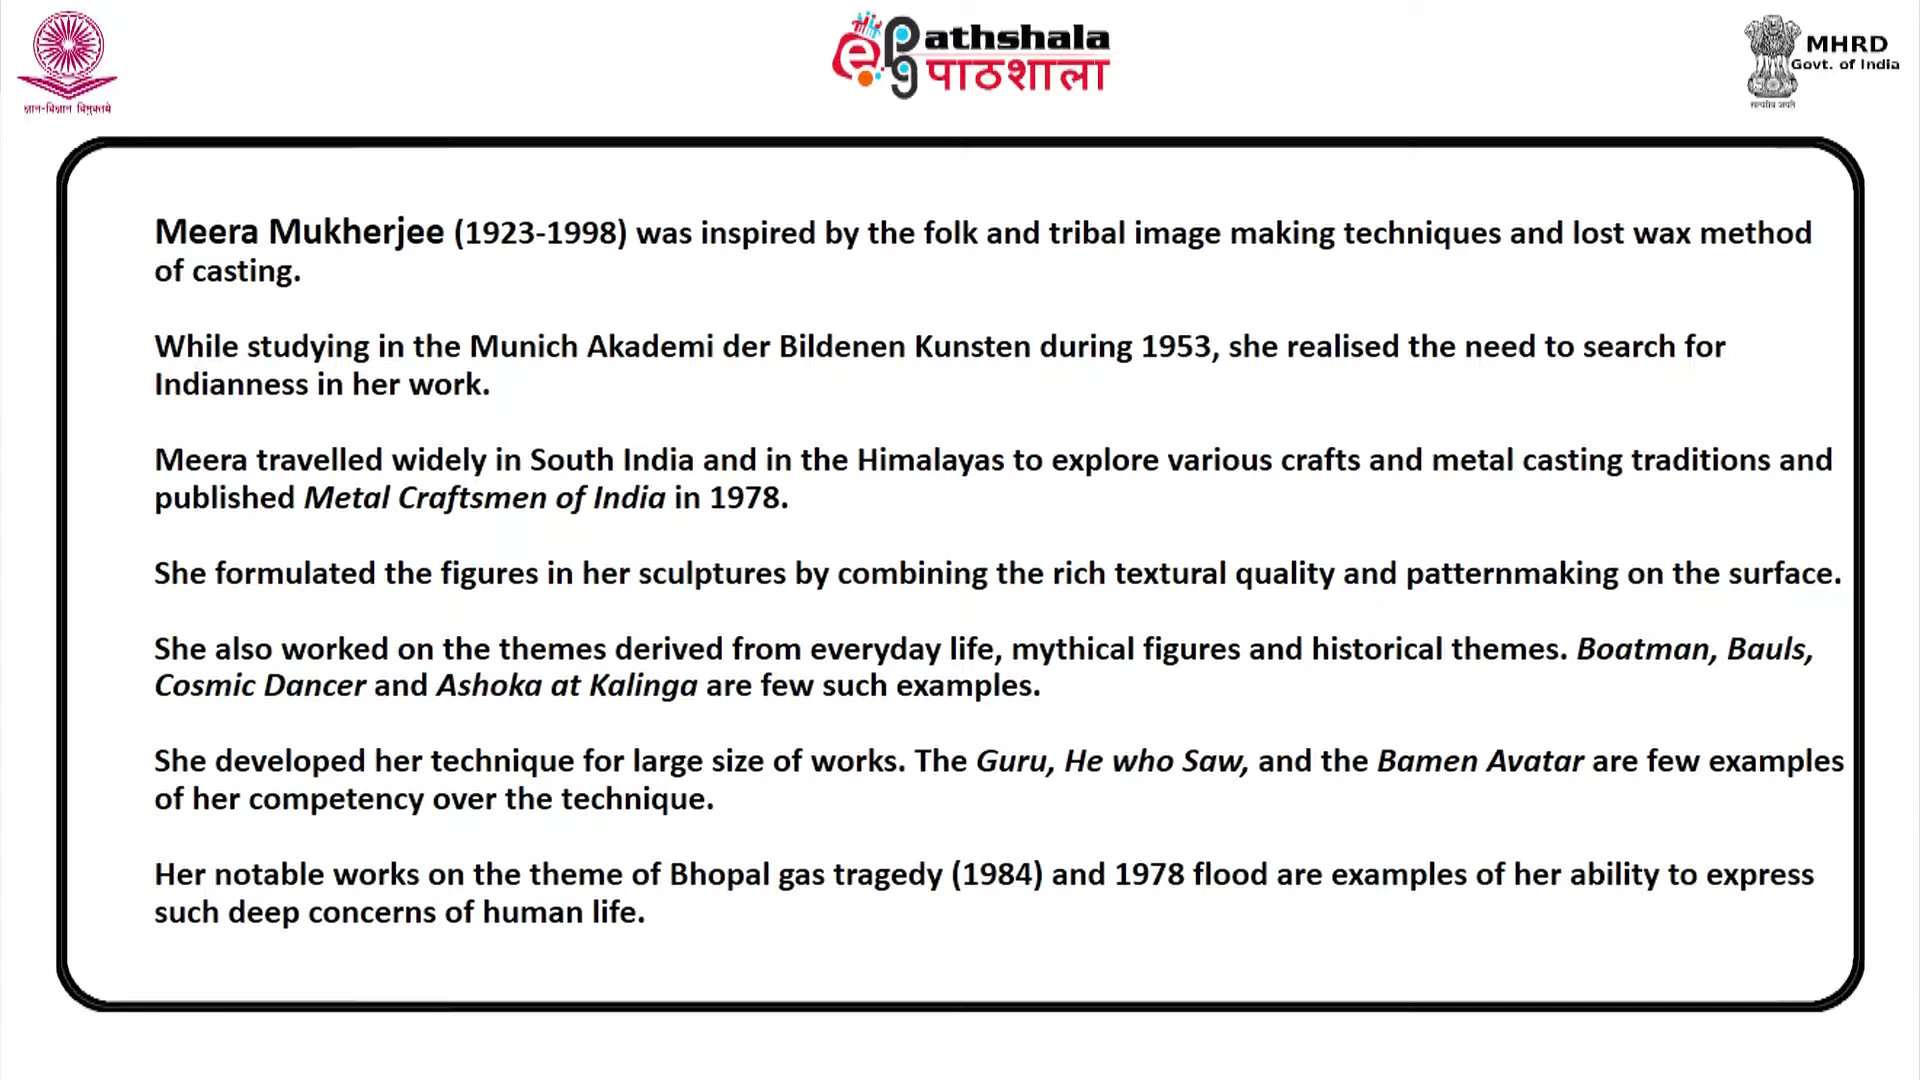 ज्ञान-विज्ञान विमुक्तये
ePG Pathshala
पाठशाला
MHRD
Govt. of India
सत्यमेव जयते
Meera Mukherjee (1923-1998) was inspired by the folk and tribal image making techniques and lost wax method
of casting.
While studying in the Munich Akademi der Bildenen Kunsten during 1953, she realised the need to search for
Indianness in her work.
Meera travelled widely in South India and in the Himalayas to explore various crafts and metal casting traditions and
published Metal Craftsmen of India in 1978.
She formulated the figures in her sculptures by combining the rich textural quality and patternmaking on the surface.
She also worked on the themes derived from everyday life, mythical figures and historical themes. Boatman, Bauls,
Cosmic Dancer and Ashoka at Kalinga are few such examples.
She developed her technique for large size of works. The Guru, He who Saw, and the Bamen Avatar are few examples
of her competency over the technique.
Her notable works on the theme of Bhopal gas tragedy (1984) and 1978 flood are examples of her ability to express
such deep concerns of human life.